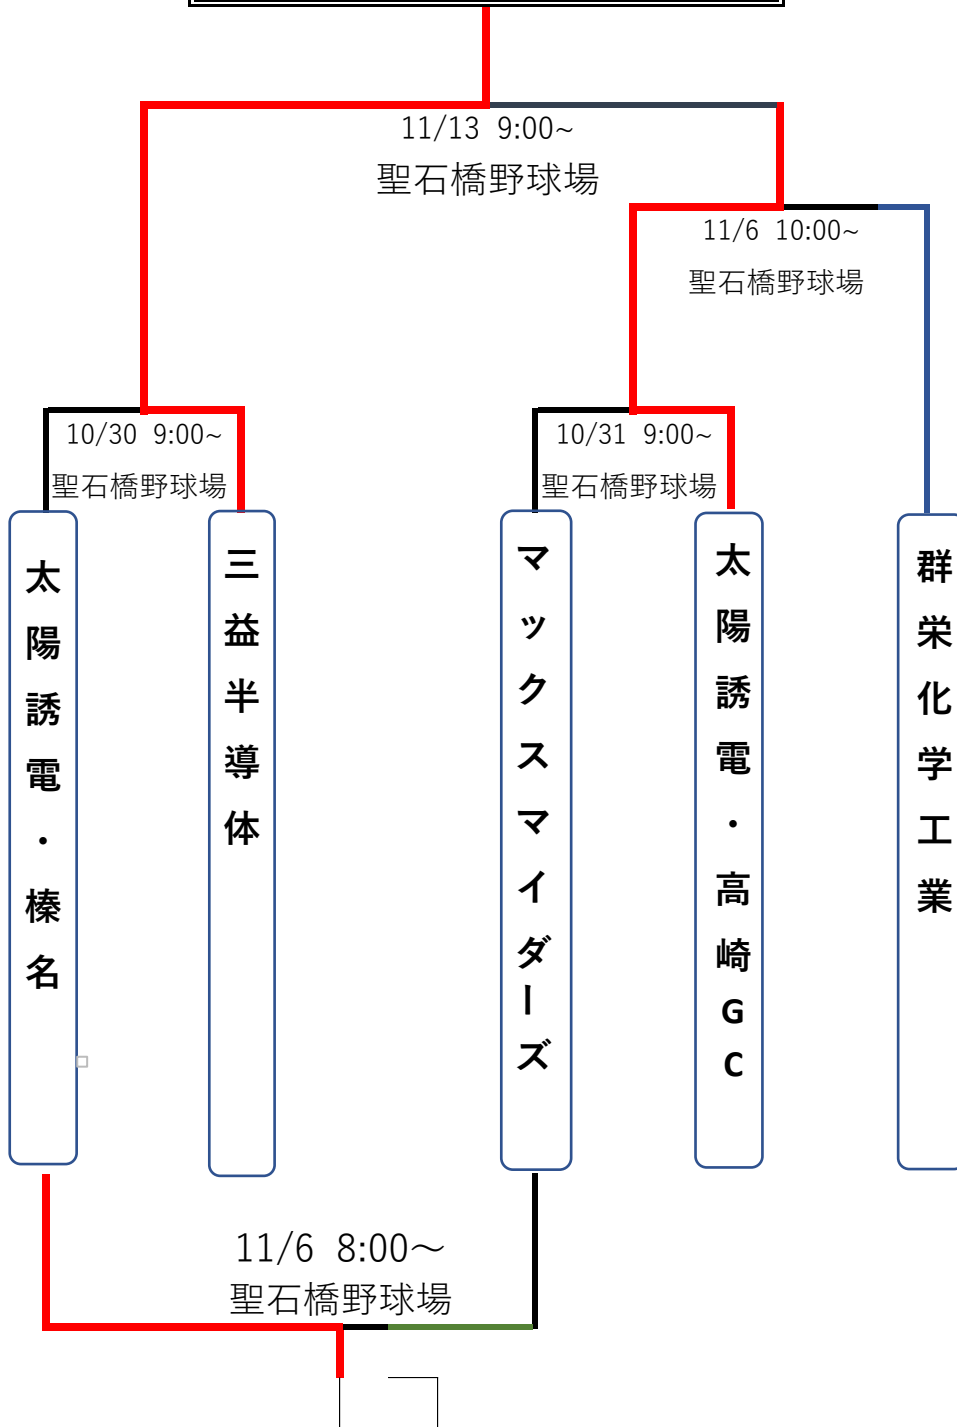 11/13 9:00~
聖石橋野球場
11/6 10:00~
聖石橋野球場
10/30 9:00~
聖石橋野球場
10/31 9:00~
聖石橋野球場
太陽誘電・榛名
三益半導体
マックスマイダーズ
太陽誘電・高崎GC
群栄化学工業
11/6 8:00～
聖石橋野球場